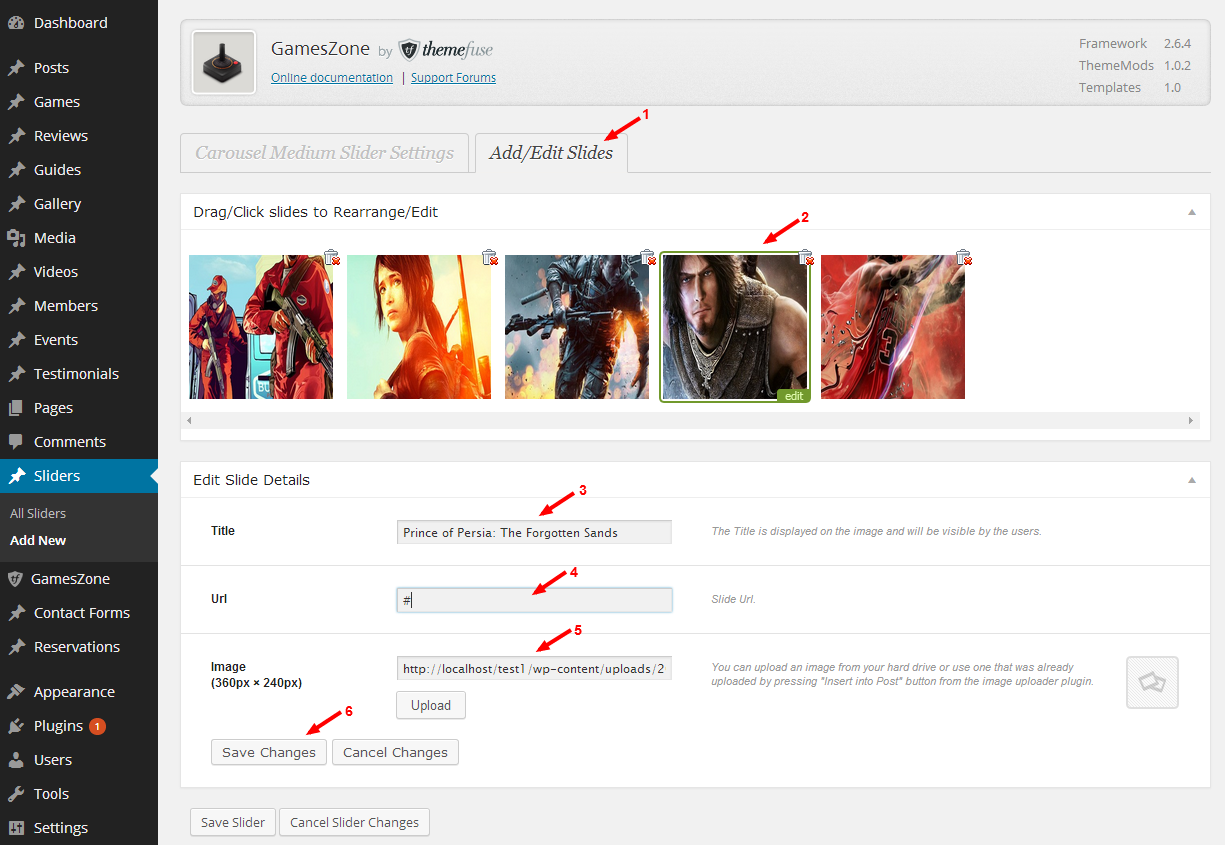 Dashboard
Posts
Games
Reviews
Guides
Gallery
Media
Videos
Members
Events
Testimonials
Pages
Comments
Sliders
All Sliders
Add New
GamesZone
Contact Forms
Reservations
Appearance
Plugins 1
Users
Tools
Settings
GamesZone by themefuse
Online documentation | Support Forums
Framework 2.6.4
ThemeMods 1.0.2
Templates 1.0
1
Carousel Medium Slider Settings Add/Edit Slides
Drag/Click slides to Rearrange/Edit
2
edit
Edit Slide Details
3
Title Prince of Persia: The Forgotten Sands The Title is displayed on the image and will be visible by the users.
4
Url # Slide Url.
5
Image
(360px × 240px)
http://localhost/test1/wp-content/uploads/2
You can upload an image from your hard drive or use one that was already
uploaded by pressing "Insert into Post" button from the image uploader plugin.
Upload
6
Save Changes Cancel Changes
Save Slider Cancel Slider Changes